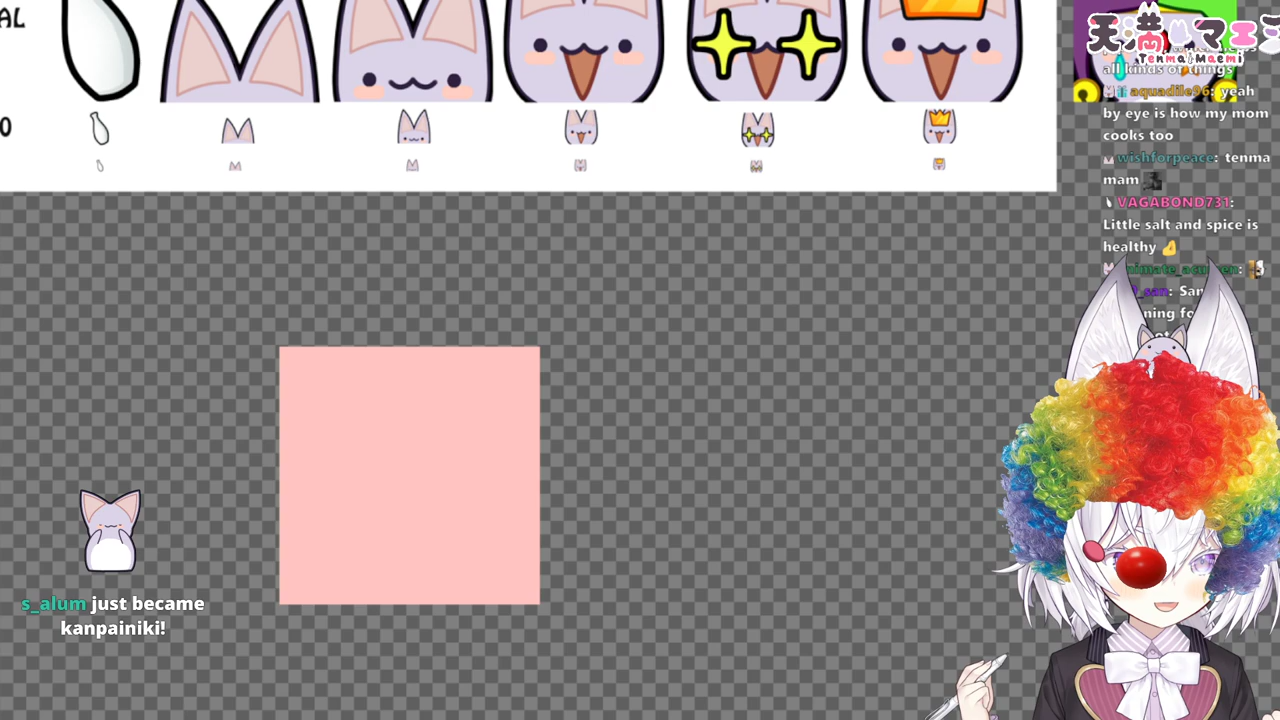 AL
0
天満 マエミ
Tenma Maemi
all kinds of things
aquadile96: yeah
by eye is how my mom
cooks too
wishforpeace: tenma
mam
VAGABOND731:
Little salt and spice is
healthy
s_alum just became
kanpainiki!